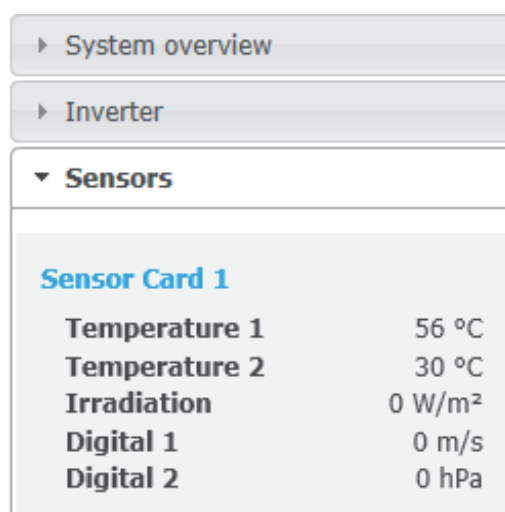 System overview
Inverter
Sensors
Sensor Card 1
Temperature 1 56 °C
Temperature 2 30 °C
Irradiation 0 W/m²
Digital 1 0 m/s
Digital 2 0 hPa